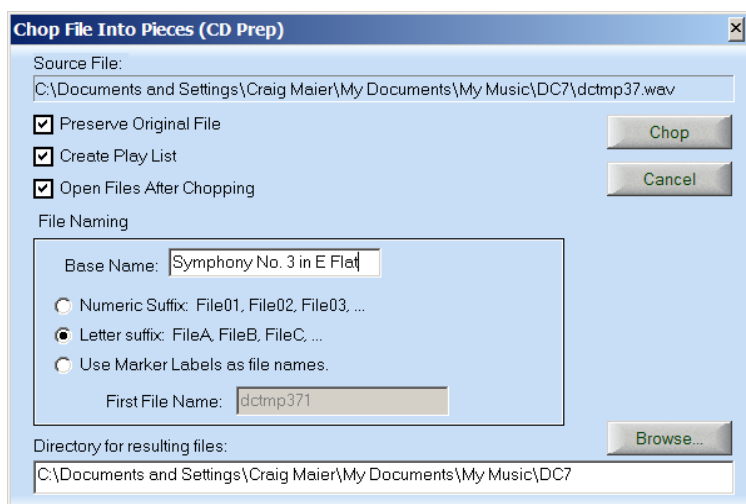 Chop File Into Pieces (CD Prep)
Source File:
C:\Documents and Settings\Craig Maier\My Documents\My Music\DC7\dctmp37.wav
Preserve Original File
Chop
Create Play List
Open Files After Chopping
Cancel
File Naming
Base Name: Symphony No. 3 in E Flat
Numeric Suffix: File01, File02, File03, ...
Letter suffix: FileA, FileB, FileC, ...
Use Marker Labels as file names.
First File Name: dctmp371
Browse...
Directory for resulting files:
C:\Documents and Settings\Craig Maier\My Documents\My Music\DC7